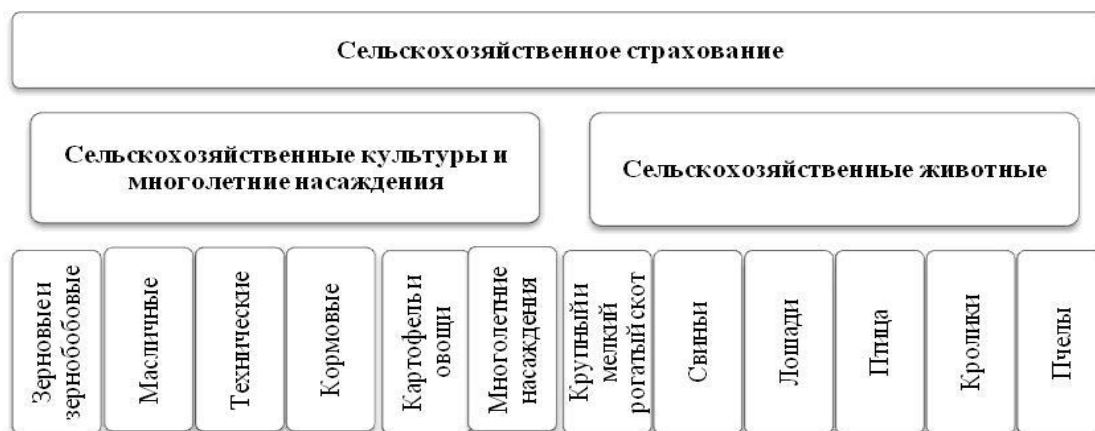 Сельскохозяйственное страхование
Сельскохозяйственные культуры и
многолетние насаждения
Сельскохозяйственные животные
Зерновые и
зернобобовые
Масличные
Технические
Кормовые
Картофель и
овощи
Многолетние
насаждения
Крупный и
мелкий
рогатый скот
Свиньи
Лошади
Птица
Кролики
Пчелы